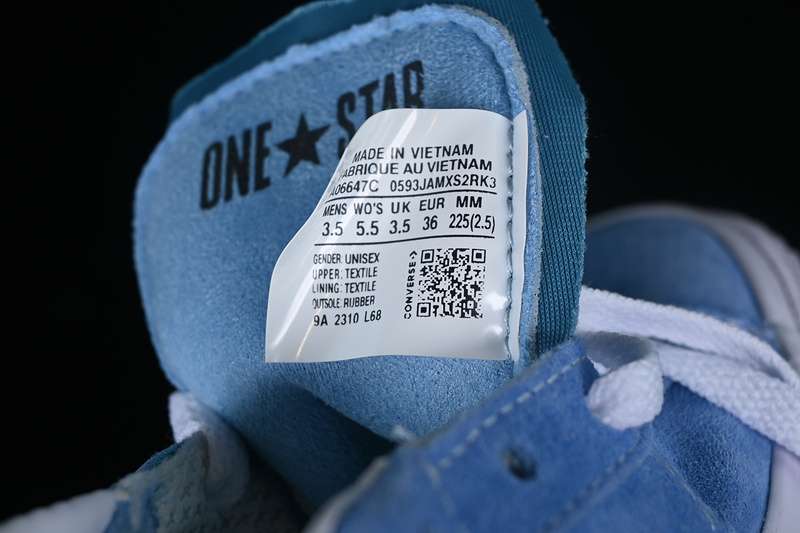 ONE★STAR
MADE IN VIETNAM
FABRIQUE AU VIETNAM
A06647C 0593JAMXS2RK3
MENS WO'S UK EUR MM
3.5 5.5 3.5 36 225(2.5)
GENDER: UNISEX
UPPER: TEXTILE
LINING: TEXTILE
OUTSOLE: RUBBER
9A 2310 L68
CONVERSE